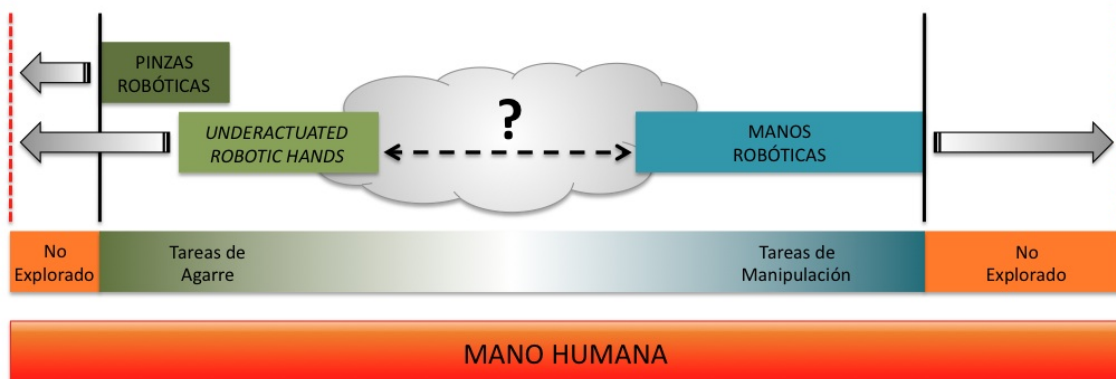 PINZAS
ROBÓTICAS
UNDERACTUATED
ROBOTIC HANDS
?
MANOS
ROBÓTICAS
No
Explorado
Tareas de
Agarre
Tareas de
Manipulación
No
Explorado
MANO HUMANA